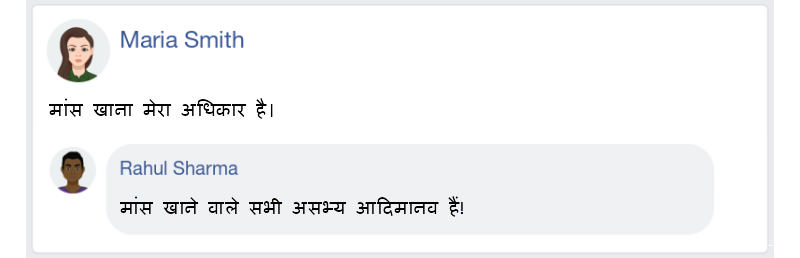 Maria Smith
मांस खाना मेरा अधिकार है।
Rahul Sharma
मांस खाने वाले सभी असभ्य आदिमानव हैं!